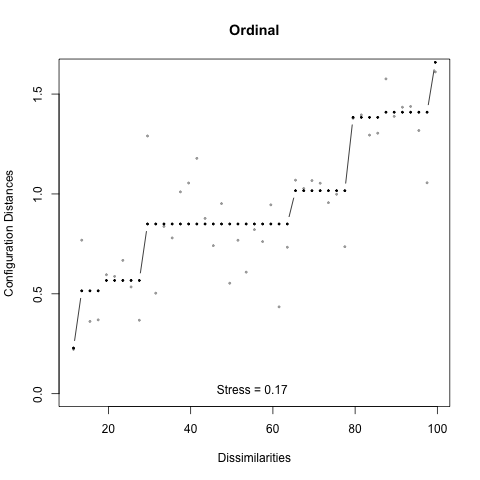 Ordinal
Configuration Distances
1.5
1.0
0.5
0.0
Stress = 0.17
20 40 60 80 100
Dissimilarities